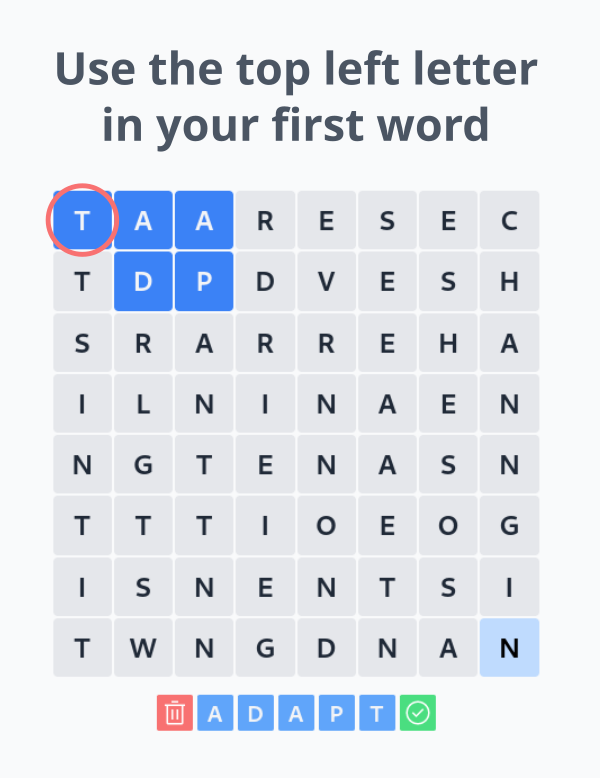 Use the top left letter
in your first word
T A A R E S E C
T D P D V E S H
S R A R R E H A
I L N I N A E N
N G T E N A S N
T T T I O E O G
I S N E N T S I
T W N G D N A N
A D A P T